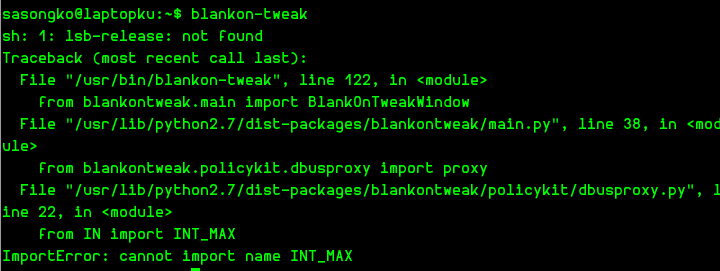 sasongko@laptopku:~$ blankon-tweak
sh: 1: lsb-release: not found
Traceback (most recent call last):
  File "/usr/bin/blankon-tweak", line 122, in <module>
    from blankontweak.main import BlankOnTweakWindow
  File "/usr/lib/python2.7/dist-packages/blankontweak/main.py", line 38, in <mod
ule>
    from blankontweak.policykit.dbusproxy import proxy
  File "/usr/lib/python2.7/dist-packages/blankontweak/policykit/dbusproxy.py", l
ine 22, in <module>
    from IN import INT_MAX
ImportError: cannot import name INT_MAX